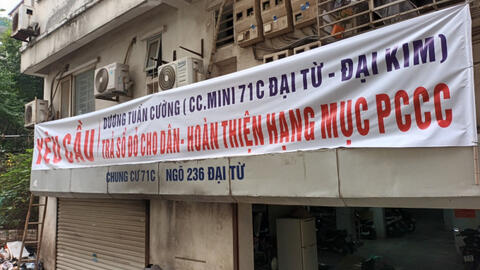 DƯƠNG TUẤN CƯỜNG ( CC.MINI 71C ĐẠI TỪ - ĐẠI KIM)
YÊU CẦU TRẢ SỔ ĐỎ CHO DÂN - HOÀN THIỆN HẠNG MỤC PCCC
CHUNG CƯ 71C NGÕ 236 ĐẠI TỪ